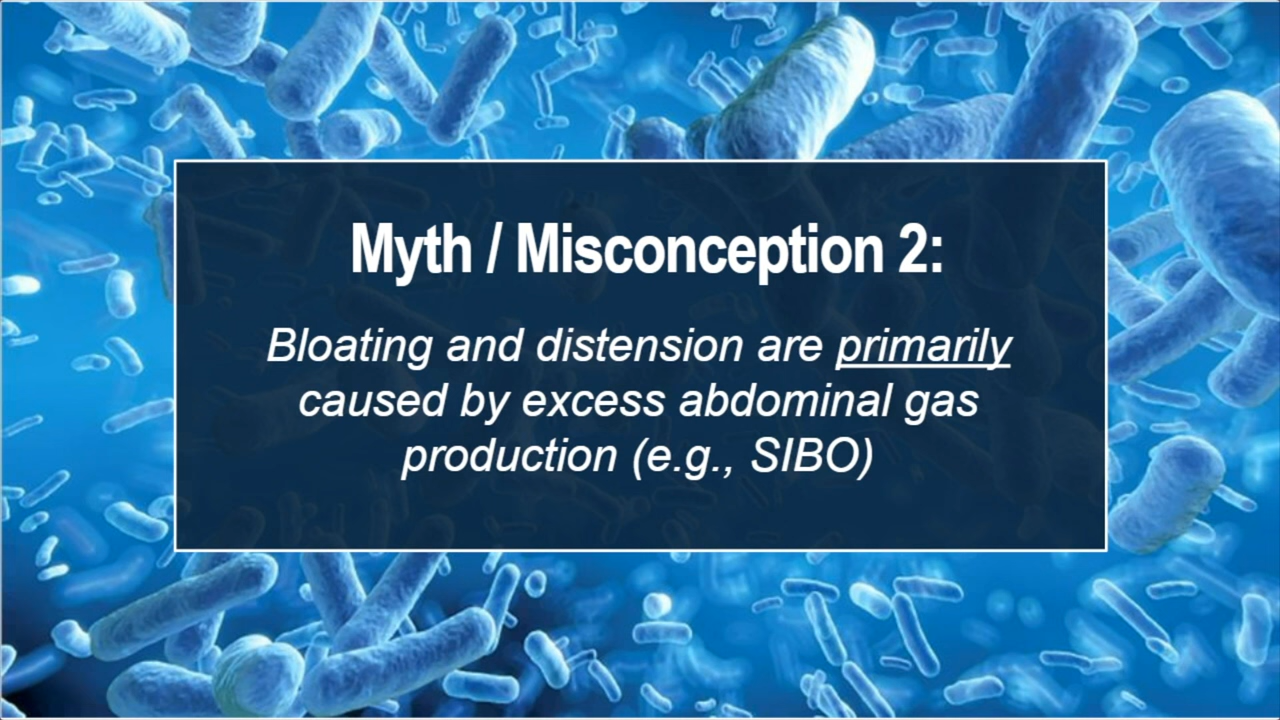 Myth / Misconception 2:
Bloating and distension are primarily
caused by excess abdominal gas
production (e.g., SIBO)